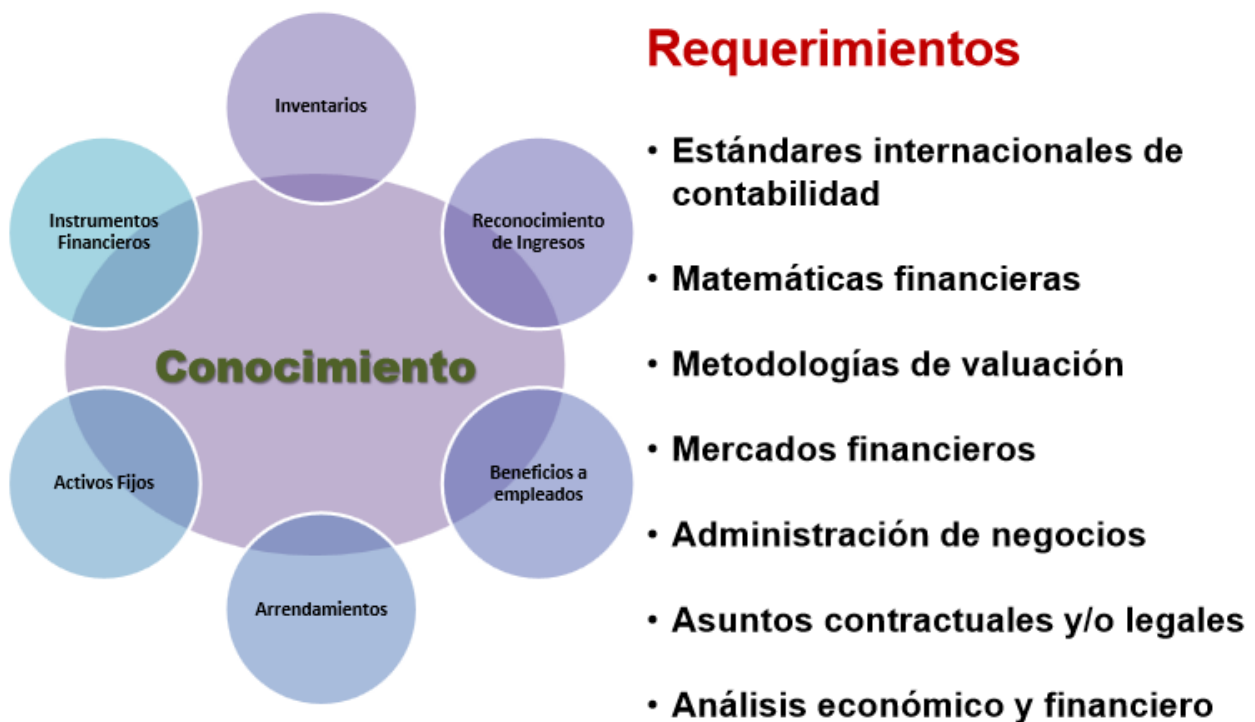 Inventarios
Instrumentos
Financieros
Reconocimiento
de Ingresos
Conocimiento
Activos Fijos
Beneficios a
empleados
Arrendamientos
Requerimientos
• Estándares internacionales de
contabilidad
• Matemáticas financieras
• Metodologías de valuación
• Mercados financieros
• Administración de negocios
• Asuntos contractuales y/o legales
• Análisis económico y financiero